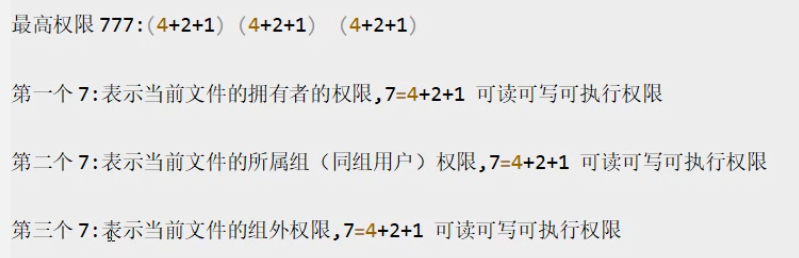 最高权限 777:(4+2+1) (4+2+1) (4+2+1)
第一个 7:表示当前文件的拥有者的权限,7=4+2+1 可读可写可执行权限
第二个 7:表示当前文件的所属组（同组用户）权限,7=4+2+1 可读可写可执行权限
第三个 7:表示当前文件的组外权限,7=4+2+1 可读可写可执行权限